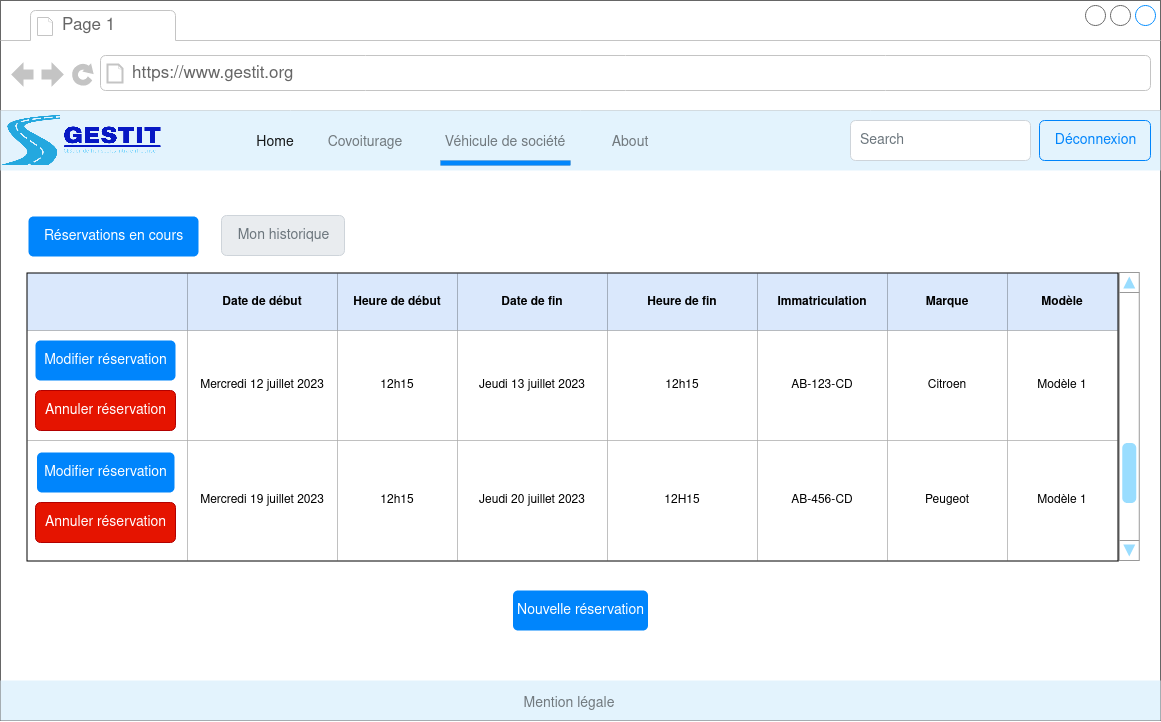 Page 1
https://www.gestit.org
GESTIT
Home Covoiturage Véhicule de société About
Search
Déconnexion
Réservations en cours
Mon historique
Date de début Heure de début Date de fin Heure de fin Immatriculation Marque Modèle
Modifier réservation
Annuler réservation
Mercredi 12 juillet 2023 12h15 Jeudi 13 juillet 2023 12h15 AB-123-CD Citroen Modèle 1
Modifier réservation
Annuler réservation
Mercredi 19 juillet 2023 12h15 Jeudi 20 juillet 2023 12H15 AB-456-CD Peugeot Modèle 1
Nouvelle réservation
Mention légale